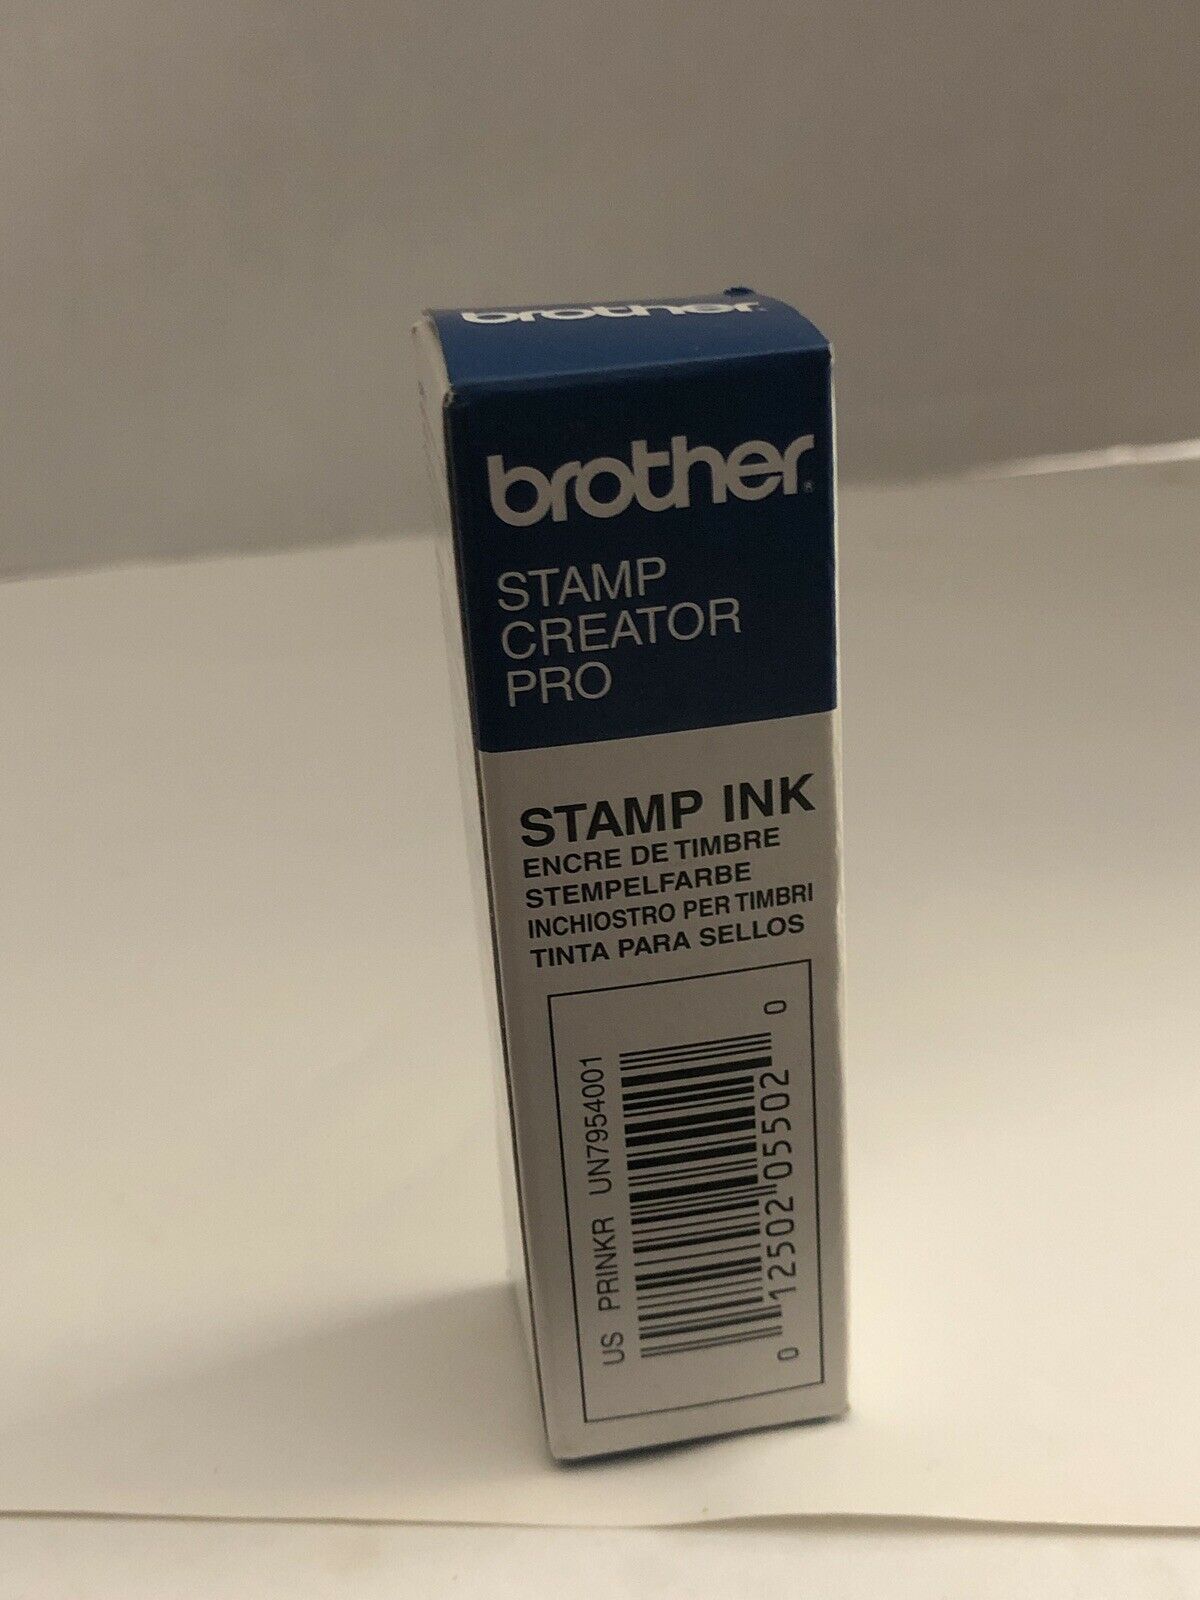 brother
brother®
STAMP
CREATOR
PRO
STAMP INK
ENCRE DE TIMBRE
STEMPELFARBE
INCHIOSTRO PER TIMBRI
TINTA PARA SELLOS
US PRINKR UN7954001
0 12502 05502 0